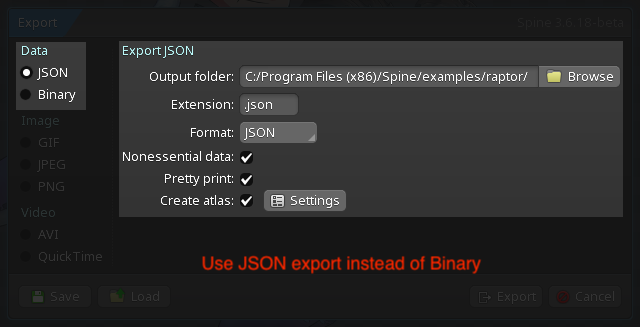 Export
Spine 3.6.18-beta
Data
JSON
Binary
Image
GIF
JPEG
PNG
Video
AVI
QuickTime
Export JSON
Output folder: C:/Program Files (x86)/Spine/examples/raptor/ Browse
Extension: .json
Format: JSON
Nonessential data:
Pretty print:
Create atlas: Settings
Use JSON export instead of Binary
Save Load Export Cancel